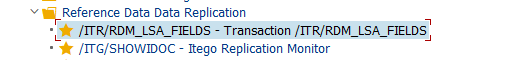 Reference Data Data Replication
/ITR/RDM_LSA_FIELDS - Transaction /ITR/RDM_LSA_FIELDS
/ITG/SHOWIDOC - Itego Replication Monitor